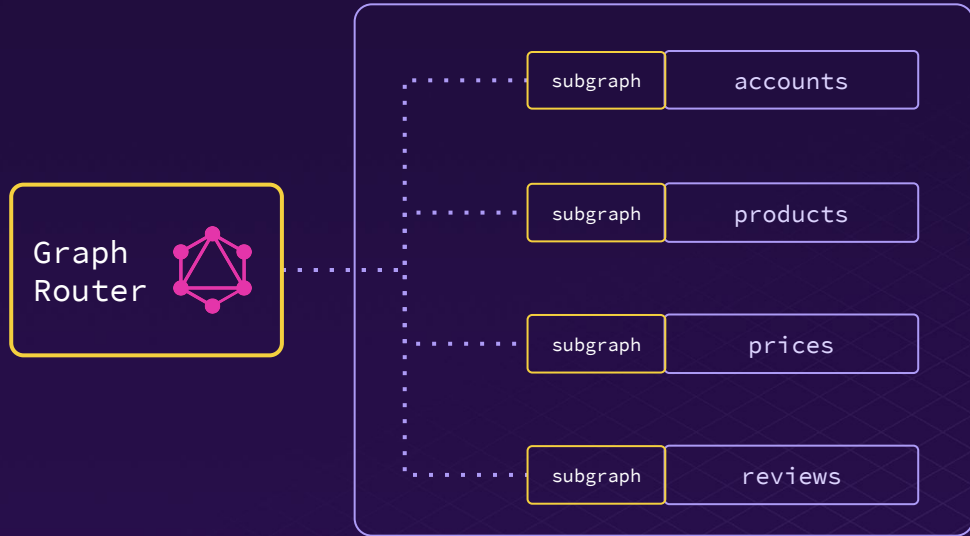 subgraph accounts
subgraph products
Graph
Router
subgraph prices
subgraph reviews